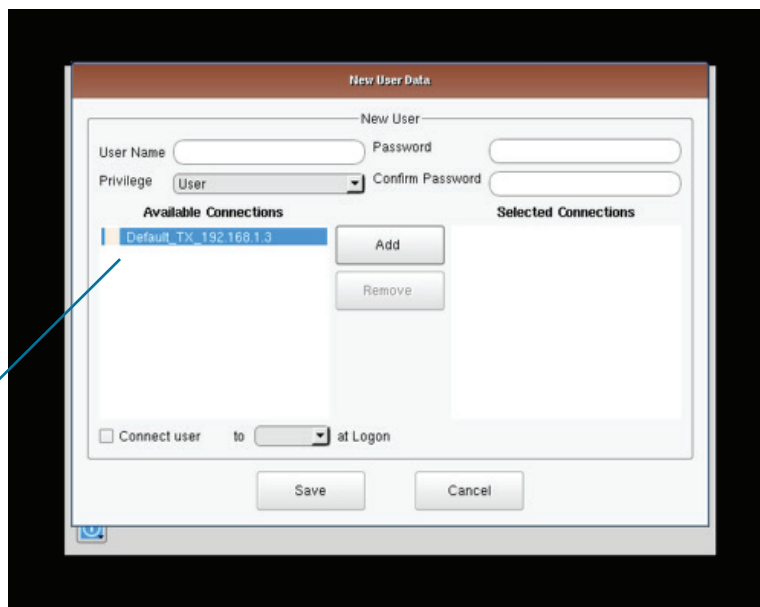 New User Data
New User
User Name
Password
Privilege
User
Confirm Password
Available Connections
Selected Connections
Default_TX_192.168.1.3
Add
Remove
Connect user to at Logon
Save
Cancel